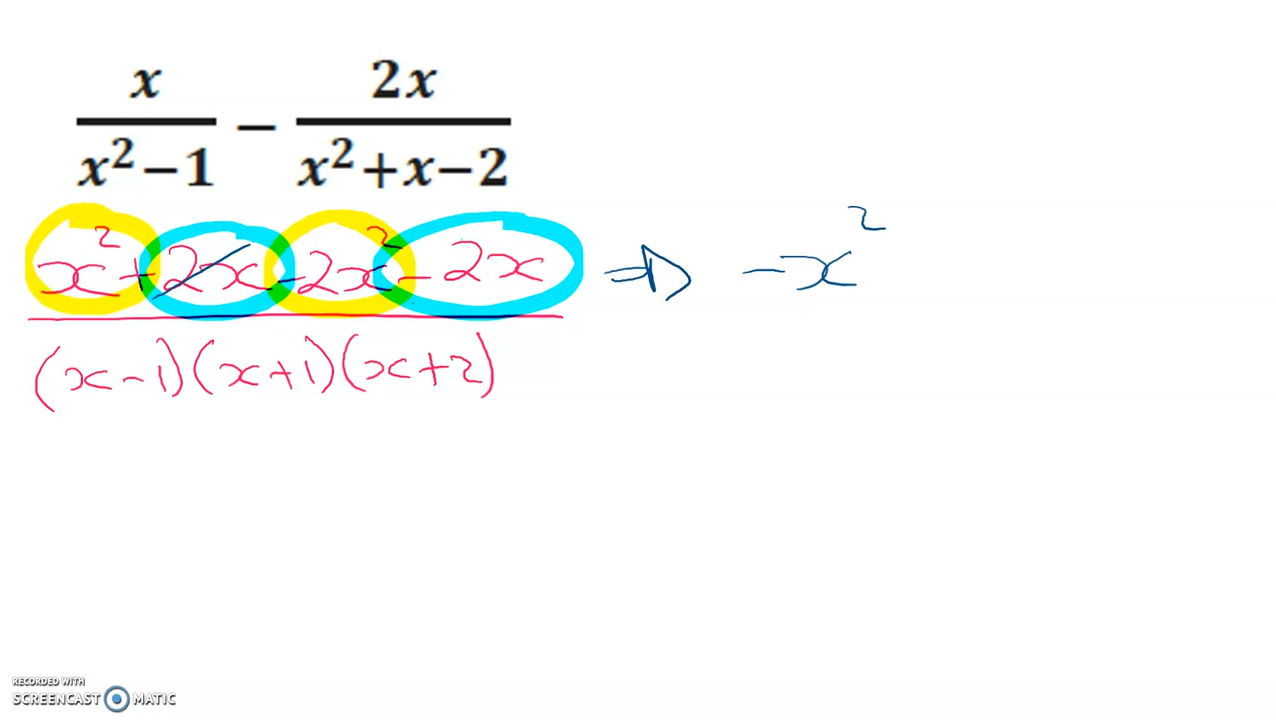 x/(x²−1) − 2x/(x²+x−2)
x² + 2x − 2x² − 2x ⇒ −x²
(x−1)(x+1)(x+2)
RECORDED WITH
SCREENCAST MATIC